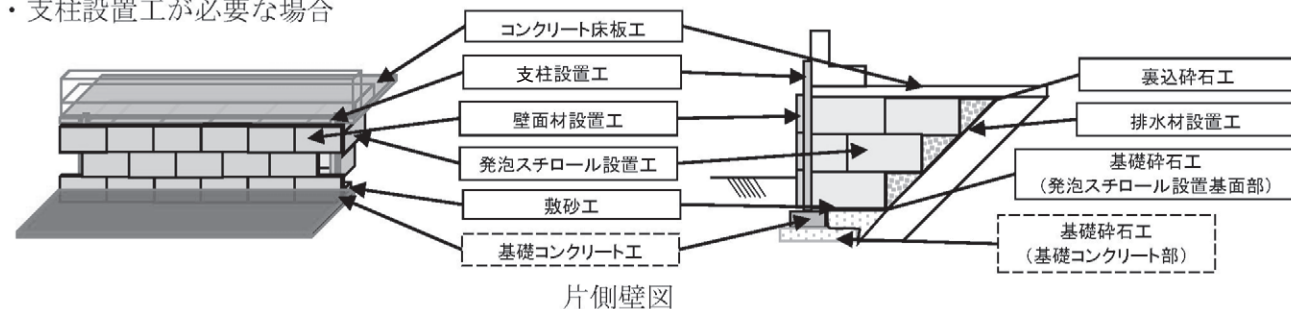 ・支柱設置工が必要な場合
コンクリート床板工
支柱設置工
壁面材設置工
発泡スチロール設置工
敷砂工
基礎コンクリート工
裏込砕石工
排水材設置工
基礎砕石工
(発泡スチロール設置基面部)
基礎砕石工
(基礎コンクリート部)
片側壁図